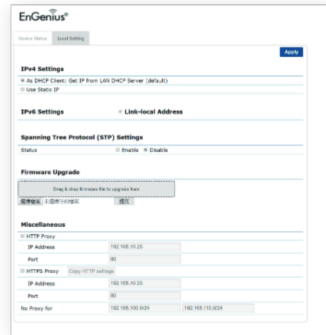 EnGenius®
Device Status Local Setting
Apply
IPv4 Settings
As DHCP Client: Get IP from LAN DHCP Server (default)
Use Static IP
IPv6 Settings Link-local Address
Spanning Tree Protocol (STP) Settings
Status Enable Disable
Firmware Upgrade
Drag & drop firmware file to upgrade here
選擇檔案
Miscellaneous
HTTP Proxy
IP Address 192.168.10.25
Port 80
HTTPS Proxy Copy HTTP settings
IP Address 192.168.10.25
Port 80
No Proxy for 192.168.100.0/24 192.168.110.0/24